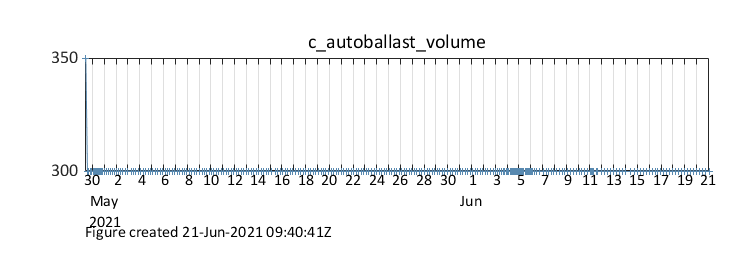 c_autoballast_volume
350
300
30 2 4 6 8 10 12 14 16 18 20 22 24 26 28 30 1 3 5 7 9 11 13 15 17 19 21
May Jun
2021
Figure created 21-Jun-2021 09:40:41Z